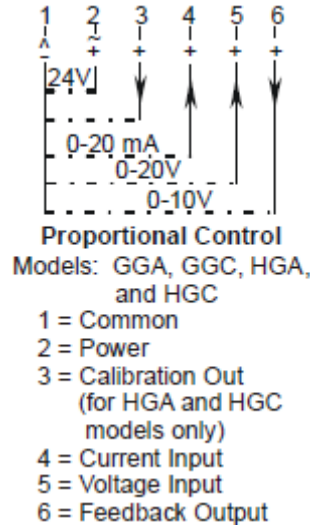 1 2 3 4 5 6
^ ~
- + + + + +
24V
0-20 mA
0-20V
0-10V
Proportional Control
Models: GGA, GGC, HGA,
and HGC
1 = Common
2 = Power
3 = Calibration Out
(for HGA and HGC
models only)
4 = Current Input
5 = Voltage Input
6 = Feedback Output